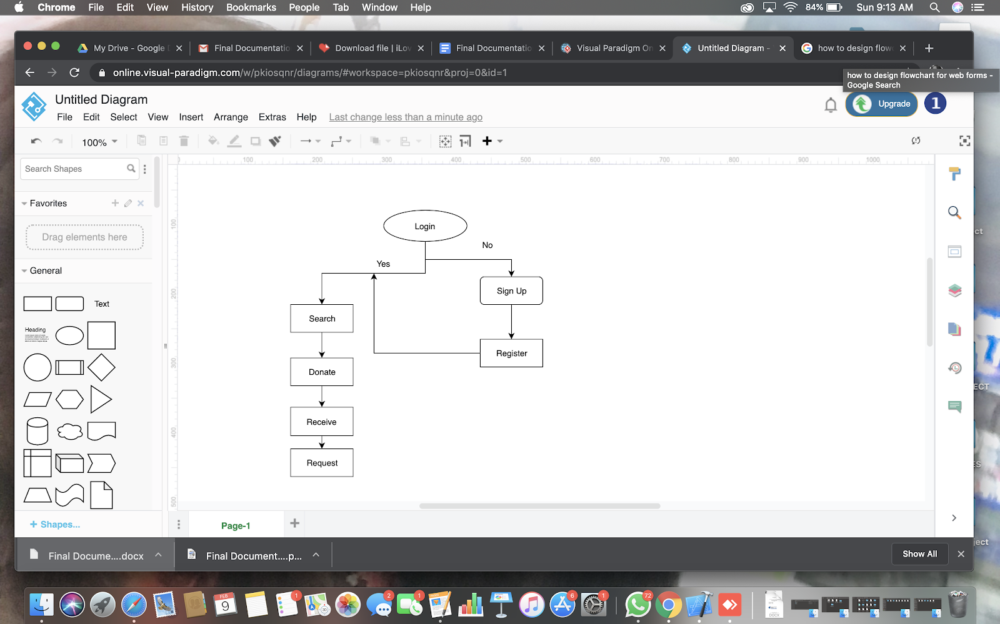 Chrome File Edit View History Bookmarks People Tab Window Help 84% Sun 9:13 AM
My Drive - Google Final Documentatio Download file | iLov Final Documentatio Visual Paradigm On Untitled Diagram - how to design flow
online.visual-paradigm.com/w/pkiosqnr/diagrams/#workspace=pkiosqnr&proj=0&id=1
how to design flowchart for web forms -
Google Search
Untitled Diagram
Upgrade 1
File Edit Select View Insert Arrange Extras Help Last change less than a minute ago
100%
100 200 300 400 500 600 700 800 900 1000
Search Shapes
Favorites
Drag elements here
General
Text
Heading
+ Shapes...
100
200
300
400
500
Login
No
Yes
Sign Up
Search
Register
Donate
Receive
Request
Page-1
ct
ECT
ES
ject
Final Docume....docx Final Document....p... Show All
FEB
9
1
3D
2
1
6
1
72
DOCX